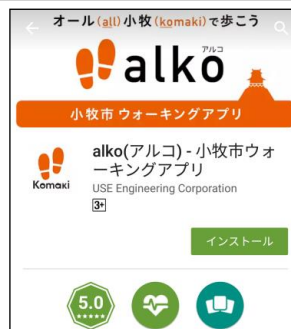 オール(all)小牧(komaki)で歩こう
アルコ
alko
小牧市 ウォーキングアプリ
alko(アルコ) - 小牧市ウォ
ーキングアプリ
Komaki
USE Engineering Corporation
3+
インストール
5.0